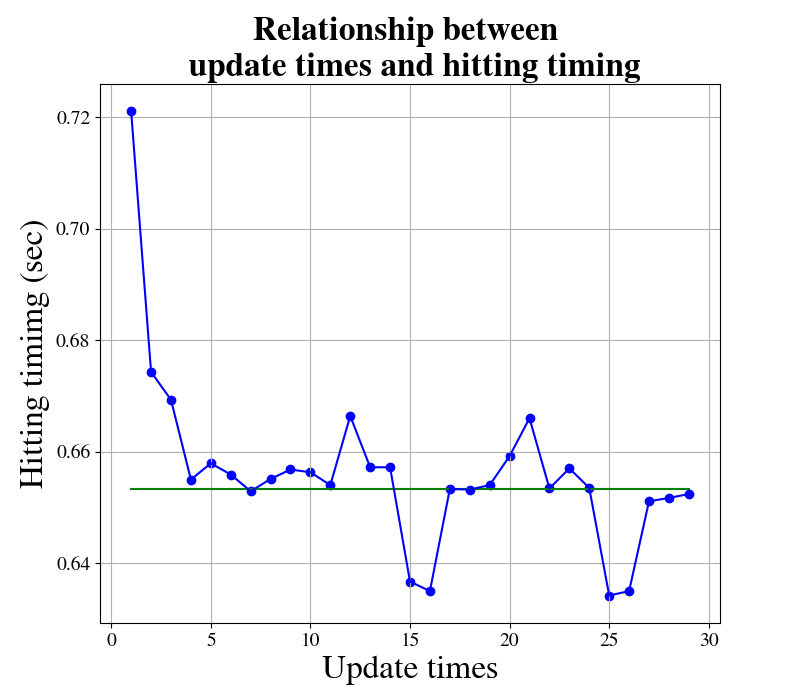 Relationship between
update times and hitting timing
Hitting timimg (sec)
0.72
0.70
0.68
0.66
0.64
0 5 10 15 20 25 30
Update times